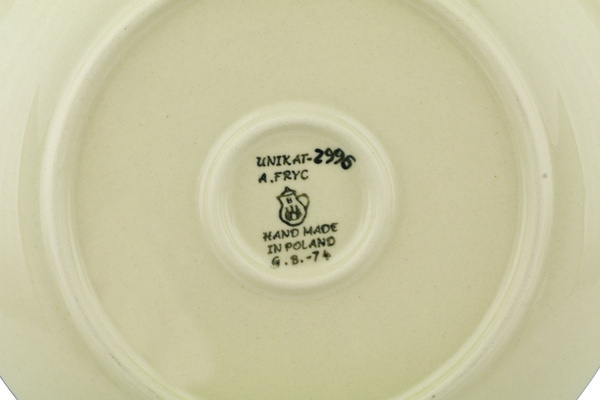 UNIKAT-2996
A.FRYC
HAND MADE
IN POLAND
G.B.-74